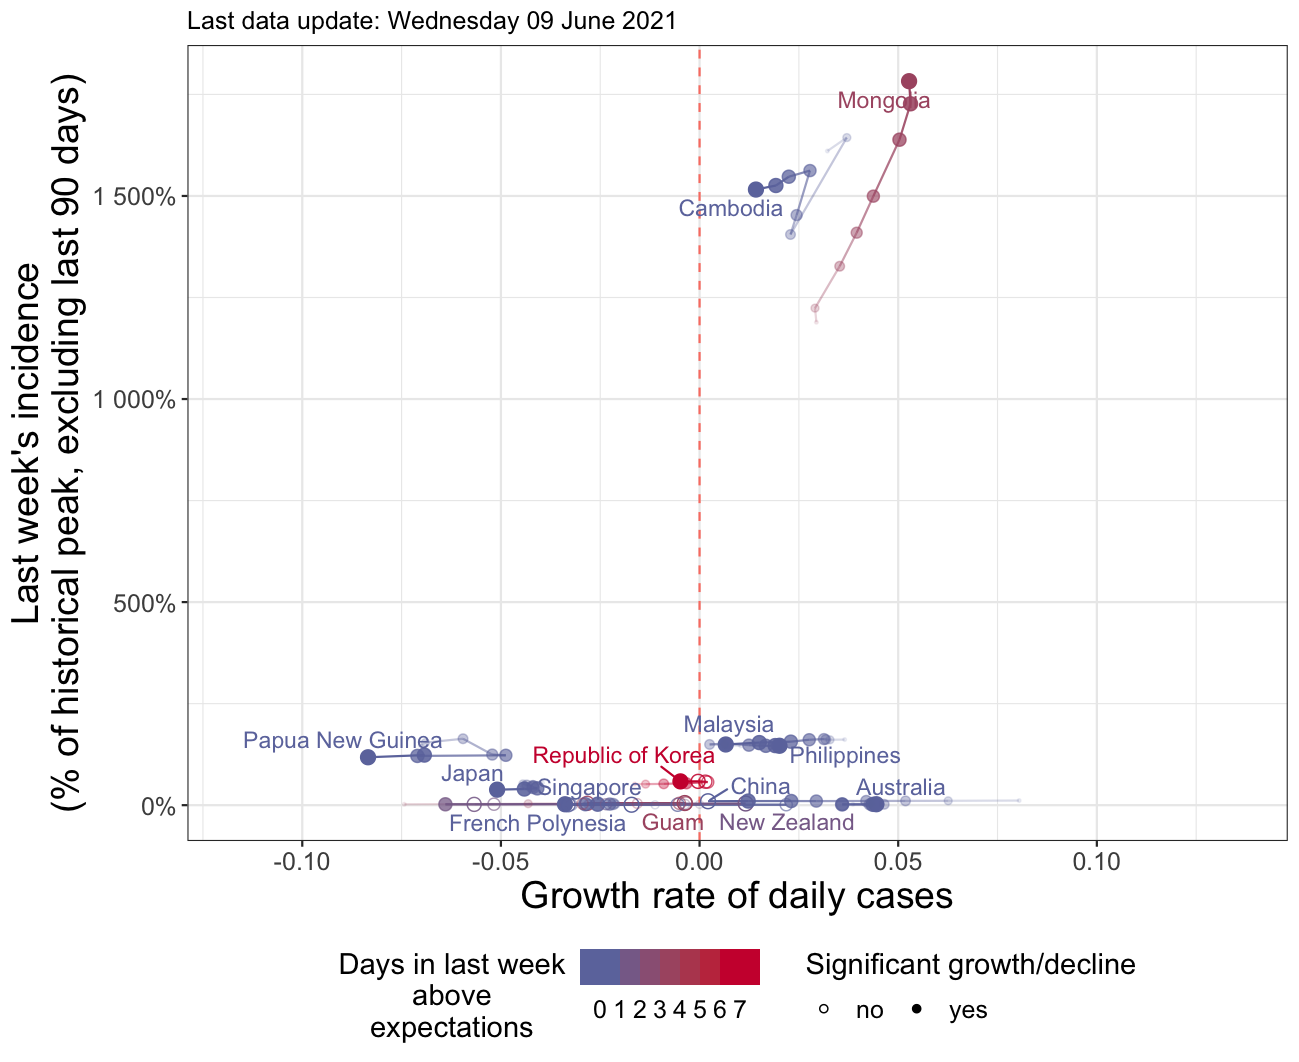 Last data update: Wednesday 09 June 2021
Last week's incidence
(% of historical peak, excluding last 90 days)
1 500%
1 000%
500%
0%
Mongolia
Cambodia
Malaysia
Papua New Guinea
Republic of Korea
Philippines
Japan
Singapore
China
Australia
French Polynesia
Guam
New Zealand
-0.10
-0.05
0.00
0.05
0.10
Growth rate of daily cases
Days in last week
above
expectations
0 1 2 3 4 5 6 7
Significant growth/decline
no
yes